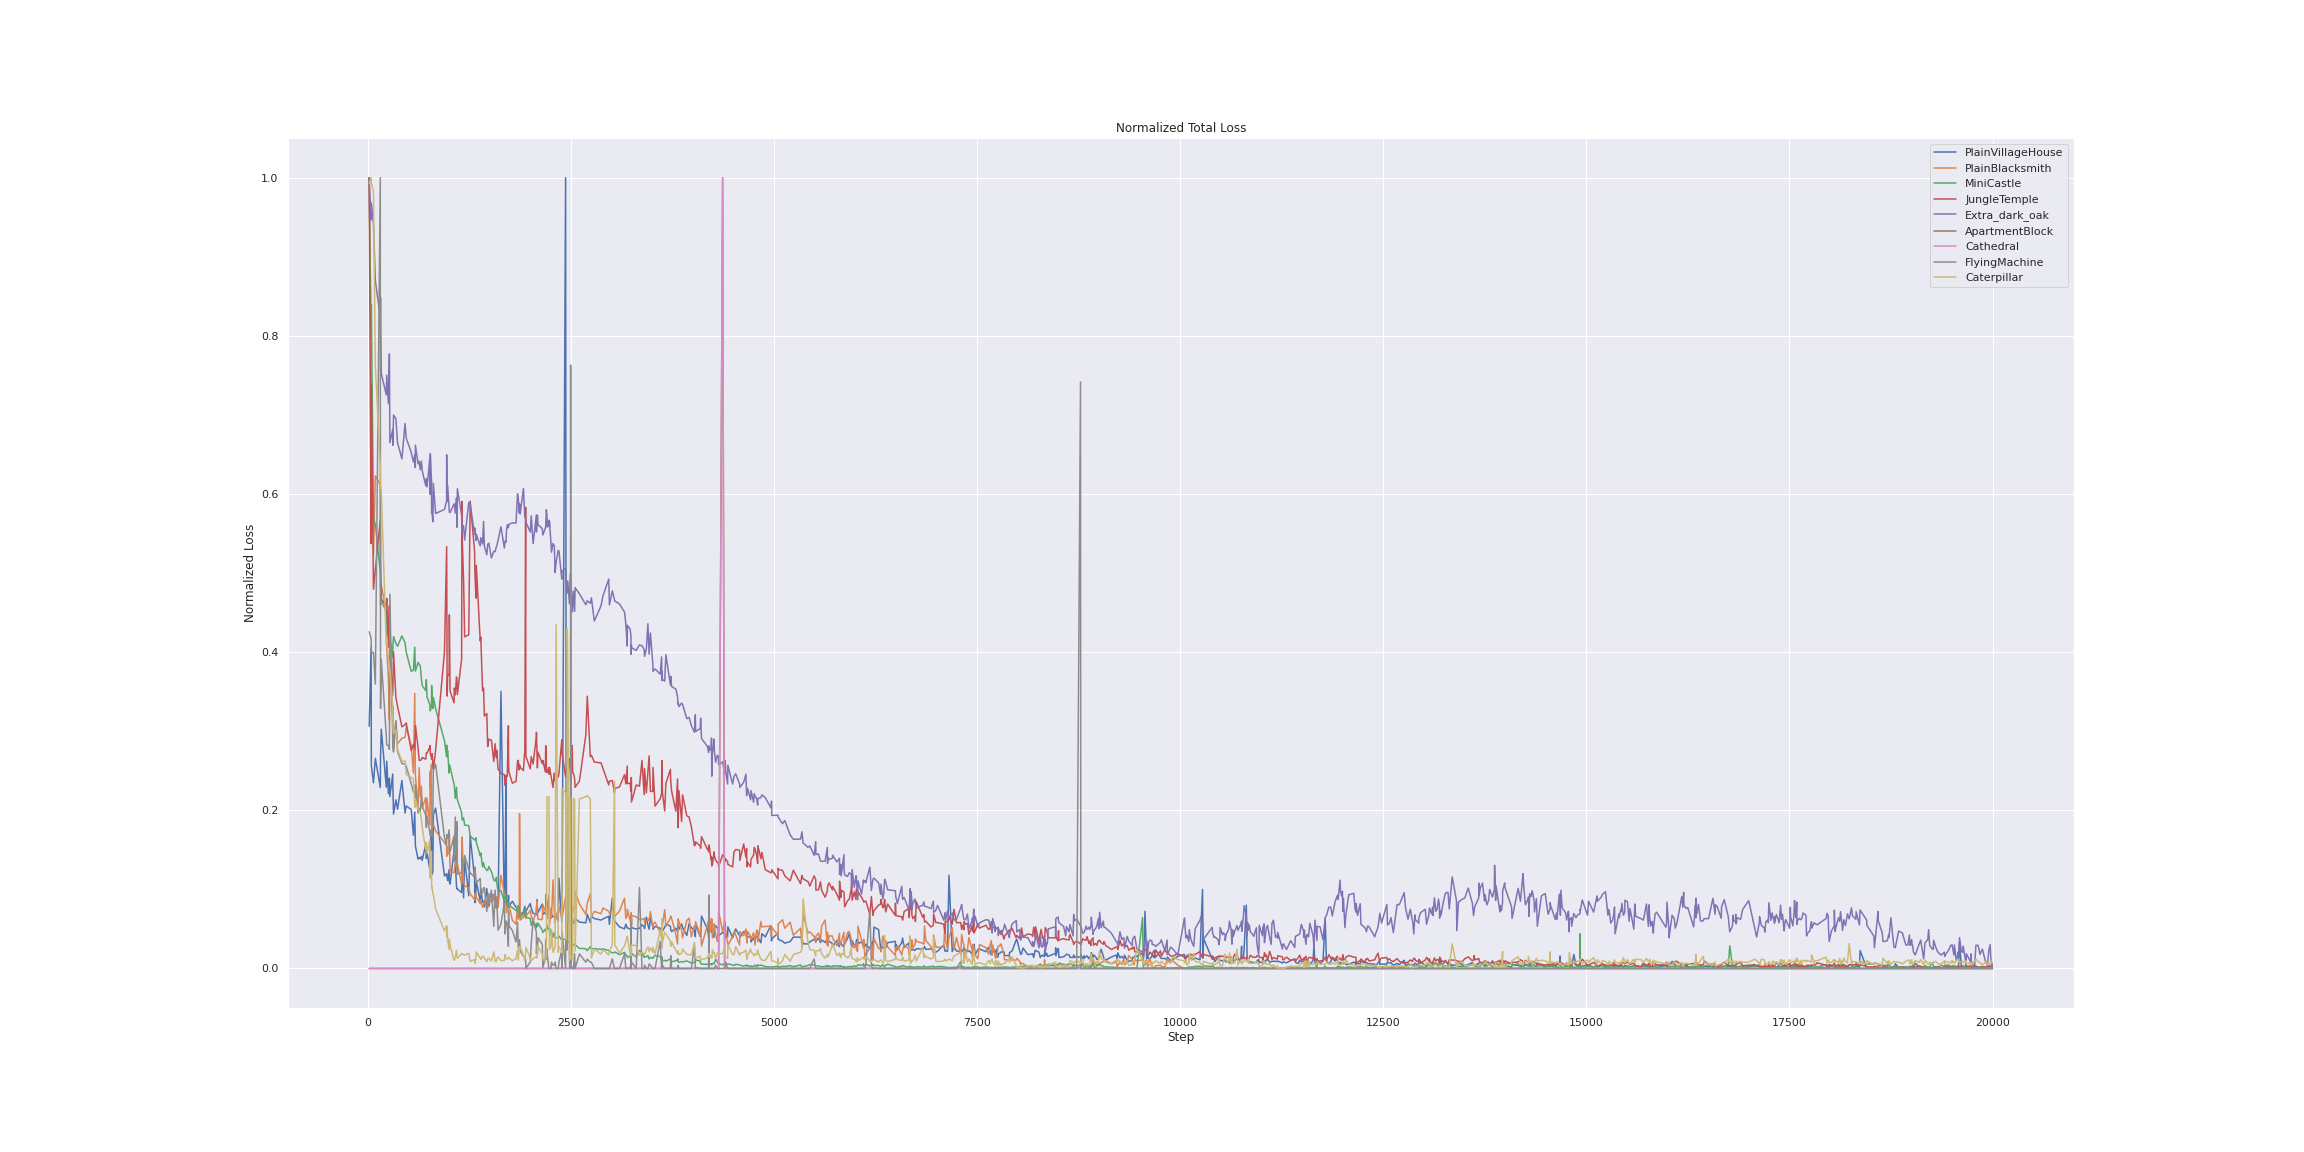 Normalized Total Loss
PlainVillageHouse
PlainBlacksmith
MiniCastle
JungleTemple
Extra_dark_oak
ApartmentBlock
Cathedral
FlyingMachine
Caterpillar
1.0
0.8
0.6
0.4
0.2
0.0
Normalized Loss
0 2500 5000 7500 10000 12500 15000 17500 20000
Step